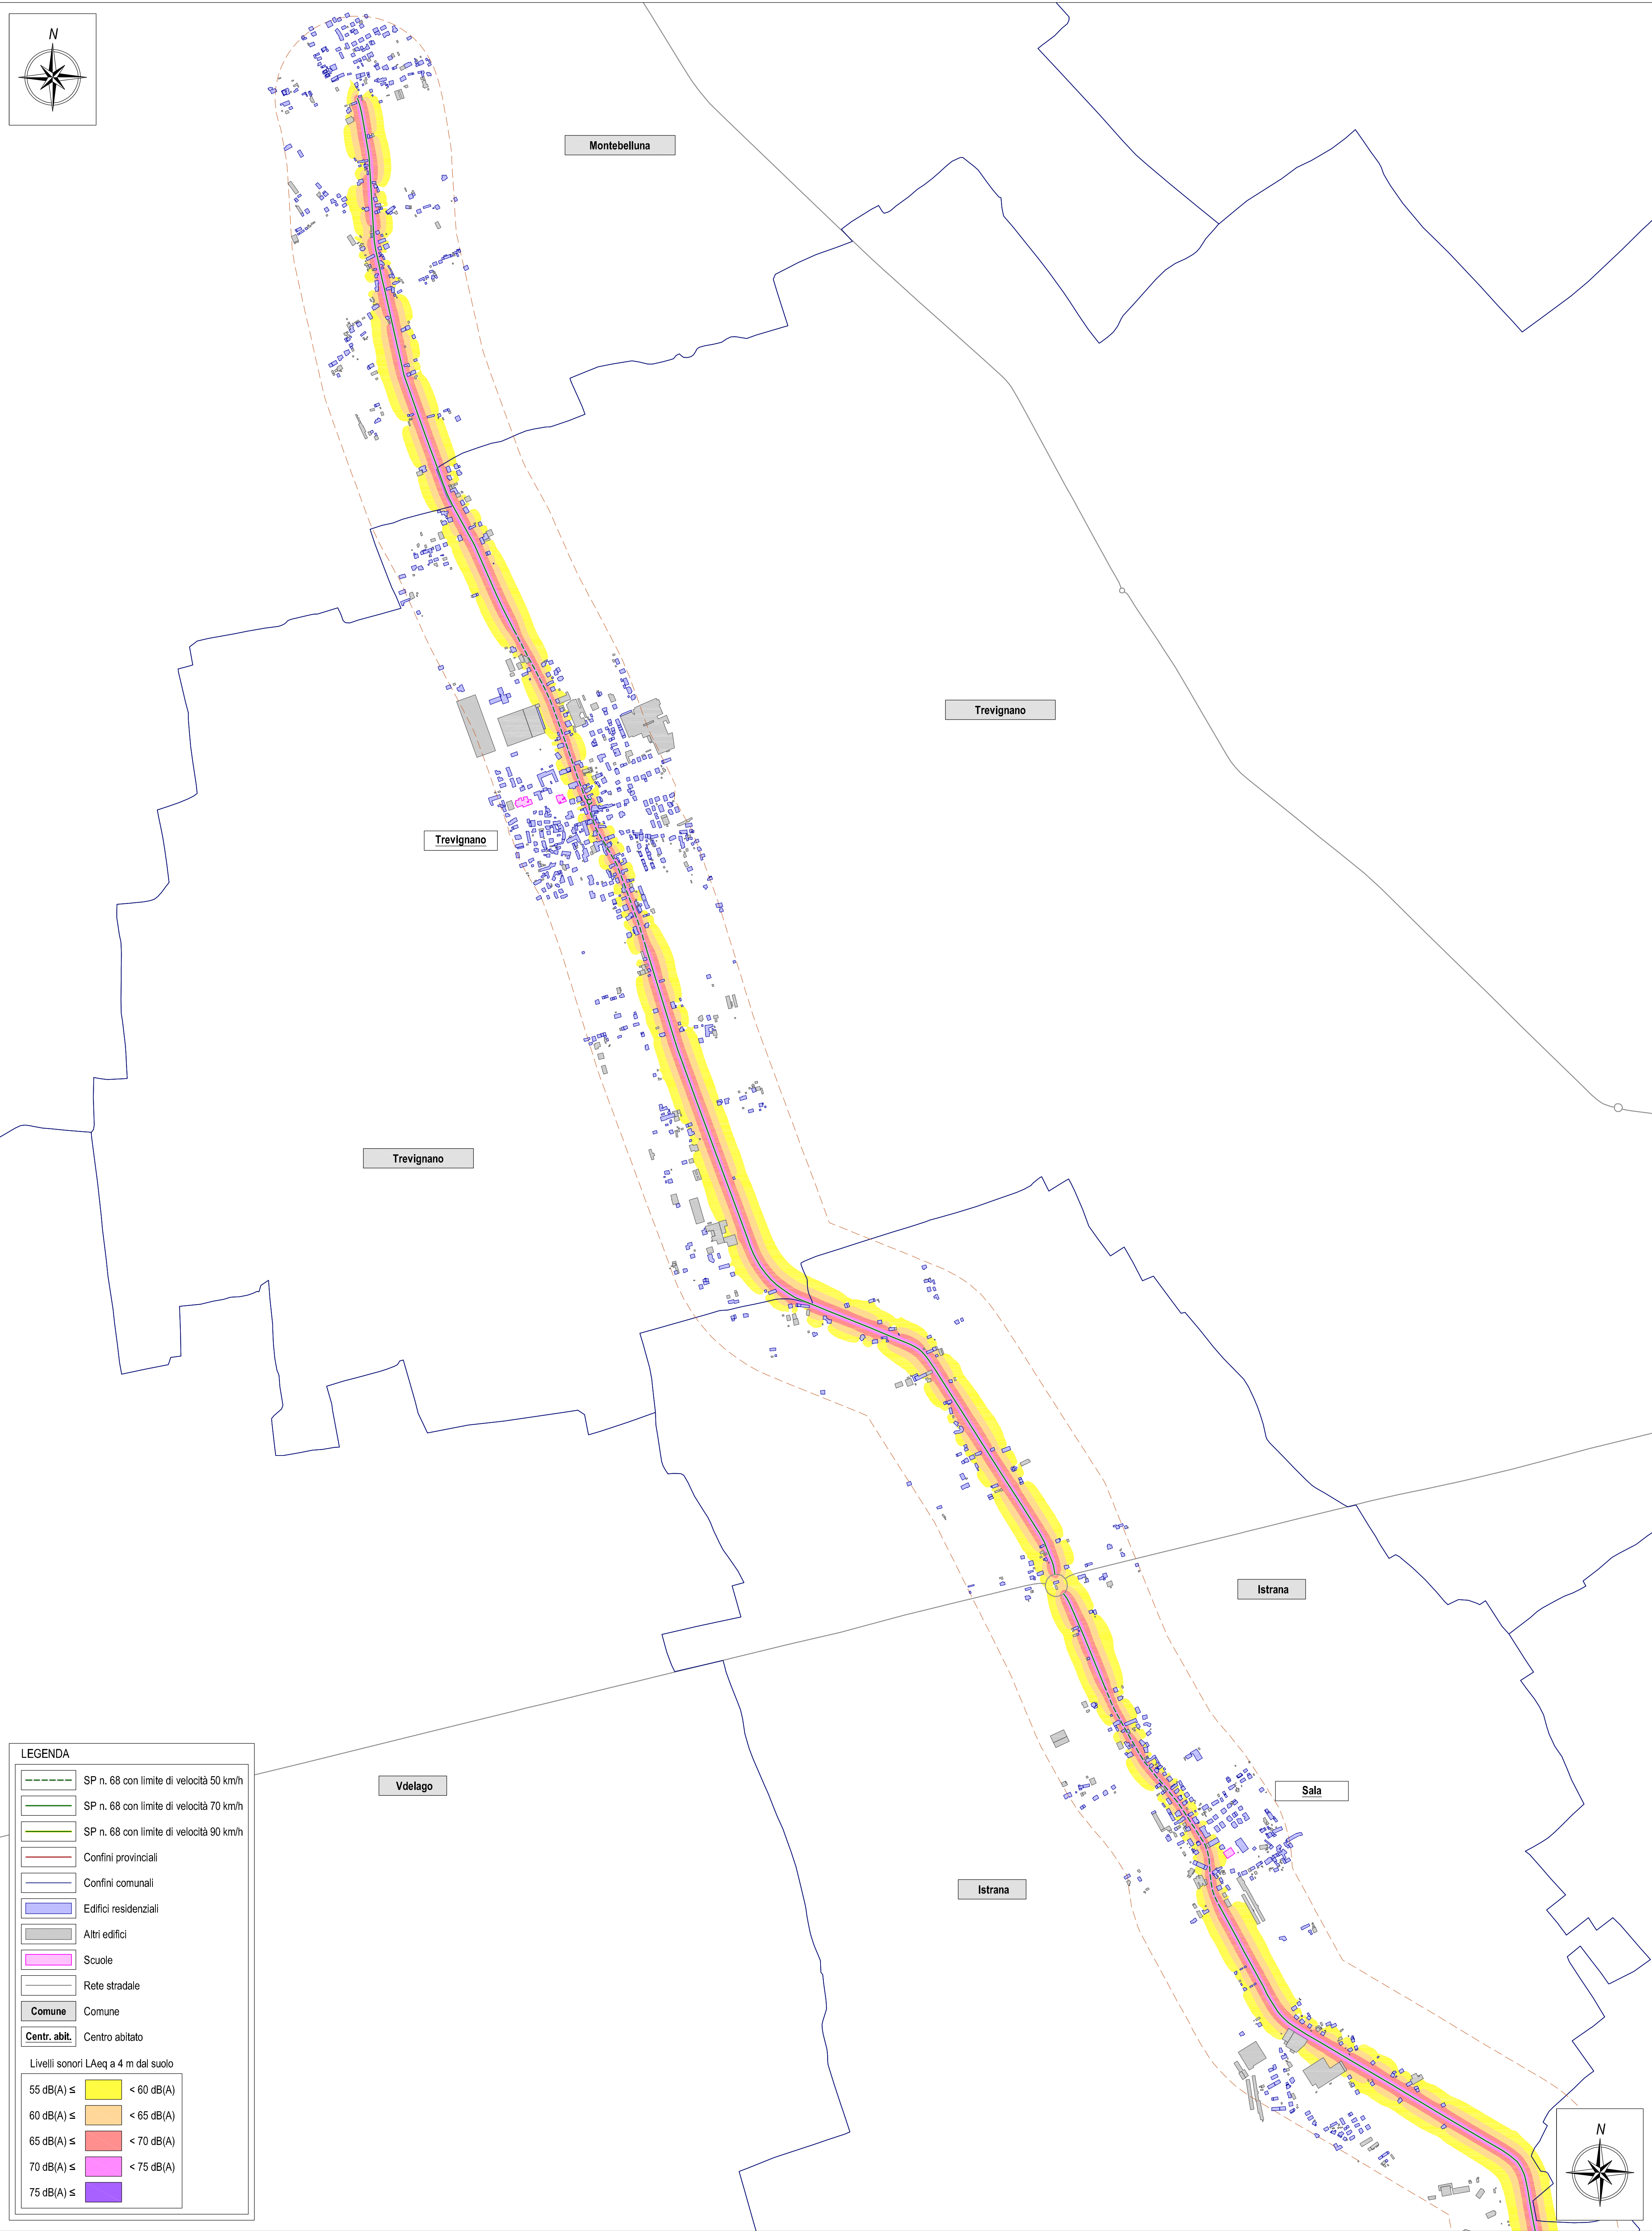 N
Montebelluna
Trevignano
Trevignano
Trevignano
Istrana
Vdelago
Sala
Istrana
LEGENDA
SP n. 68 con limite di velocità 50 km/h
SP n. 68 con limite di velocità 70 km/h
SP n. 68 con limite di velocità 90 km/h
Confini provinciali
Confini comunali
Edifici residenziali
Altri edifici
Scuole
Rete stradale
Comune Comune
Centr. abit. Centro abitato
Livelli sonori LAeq a 4 m dal suolo
55 dB(A) ≤ < 60 dB(A)
60 dB(A) ≤ < 65 dB(A)
65 dB(A) ≤ < 70 dB(A)
70 dB(A) ≤ < 75 dB(A)
75 dB(A) ≤
N